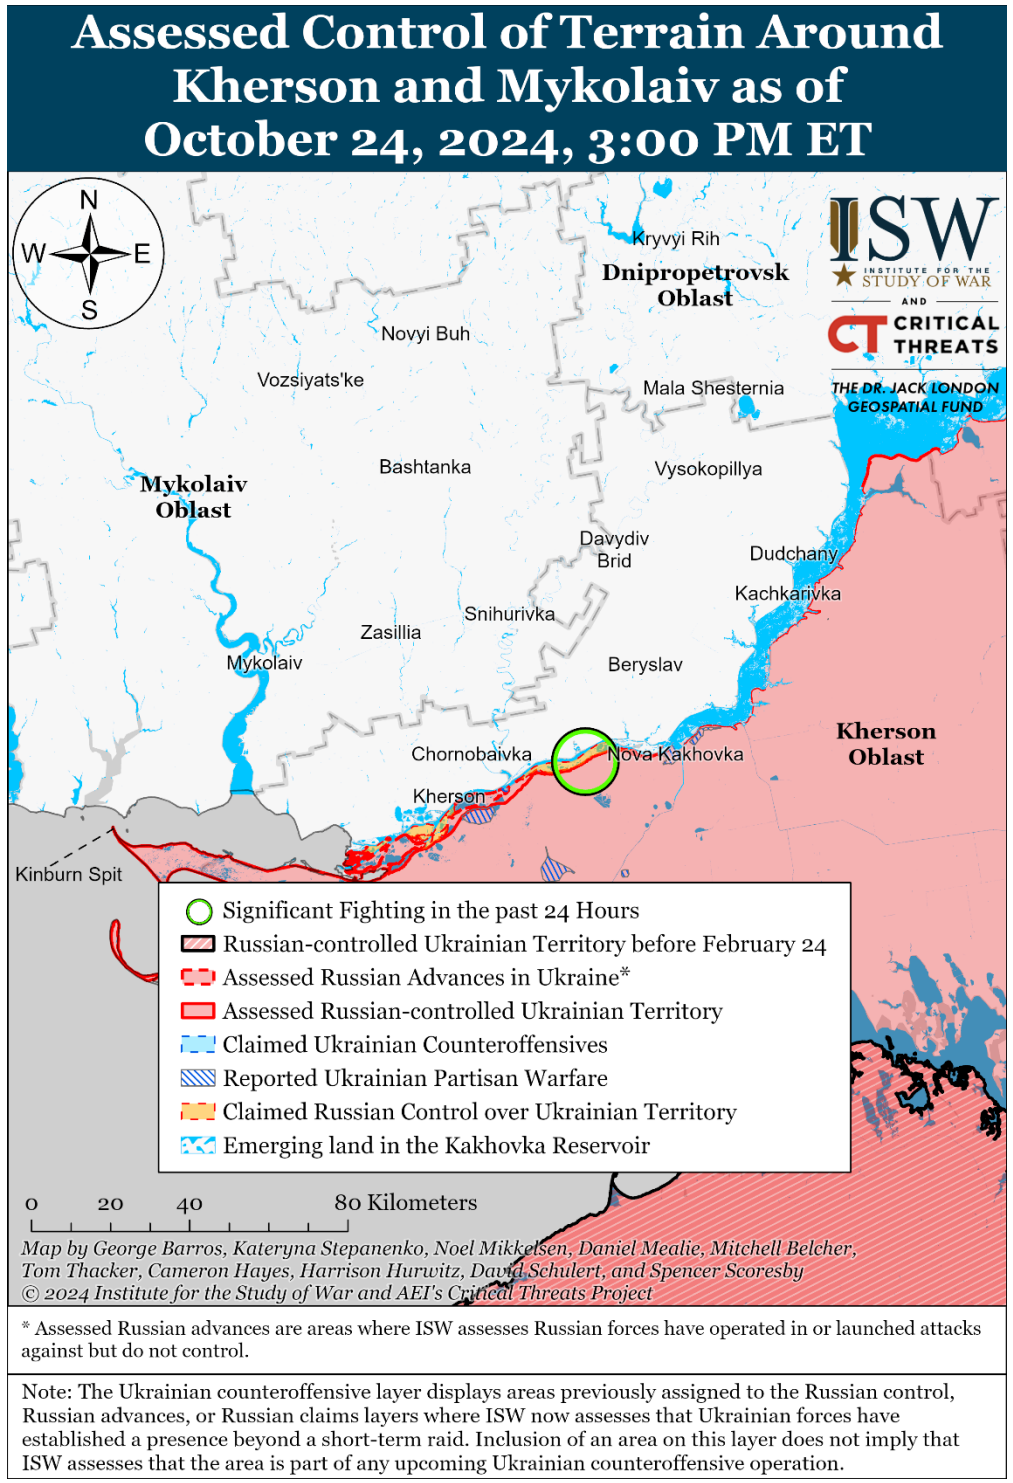 Assessed Control of Terrain Around
Kherson and Mykolaiv as of
October 24, 2024, 3:00 PM ET
N
W
E
S
ISW
INSTITUTE FOR THE
STUDY OF WAR
AND
CT CRITICAL
THREATS
THE DR. JACK LONDON
GEOSPATIAL FUND
Kryvyi Rih
Dnipropetrovsk
Oblast
Novyi Buh
Vozsiyats'ke
Mala Shesternia
Bashtanka
Vysokopillya
Mykolaiv
Oblast
Davydiv
Brid
Dudchany
Kachkarivka
Snihurivka
Zasillia
Mykolaiv
Beryslav
Kherson
Oblast
Chornobaivka
Nova Kakhovka
Kherson
Kinburn Spit
Significant Fighting in the past 24 Hours
Russian-controlled Ukrainian Territory before February 24
Assessed Russian Advances in Ukraine*
Assessed Russian-controlled Ukrainian Territory
Claimed Ukrainian Counteroffensives
Reported Ukrainian Partisan Warfare
Claimed Russian Control over Ukrainian Territory
Emerging land in the Kakhovka Reservoir
0 20 40 80 Kilometers
Map by George Barros, Kateryna Stepanenko, Noel Mikkelsen, Daniel Mealie, Mitchell Belcher,
Tom Thacker, Cameron Hayes, Harrison Hurwitz, David Schulert, and Spencer Scoresby
© 2024 Institute for the Study of War and AEI's Critical Threats Project
* Assessed Russian advances are areas where ISW assesses Russian forces have operated in or launched attacks
against but do not control.
Note: The Ukrainian counteroffensive layer displays areas previously assigned to the Russian control,
Russian advances, or Russian claims layers where ISW now assesses that Ukrainian forces have
established a presence beyond a short-term raid. Inclusion of an area on this layer does not imply that
ISW assesses that the area is part of any upcoming Ukrainian counteroffensive operation.